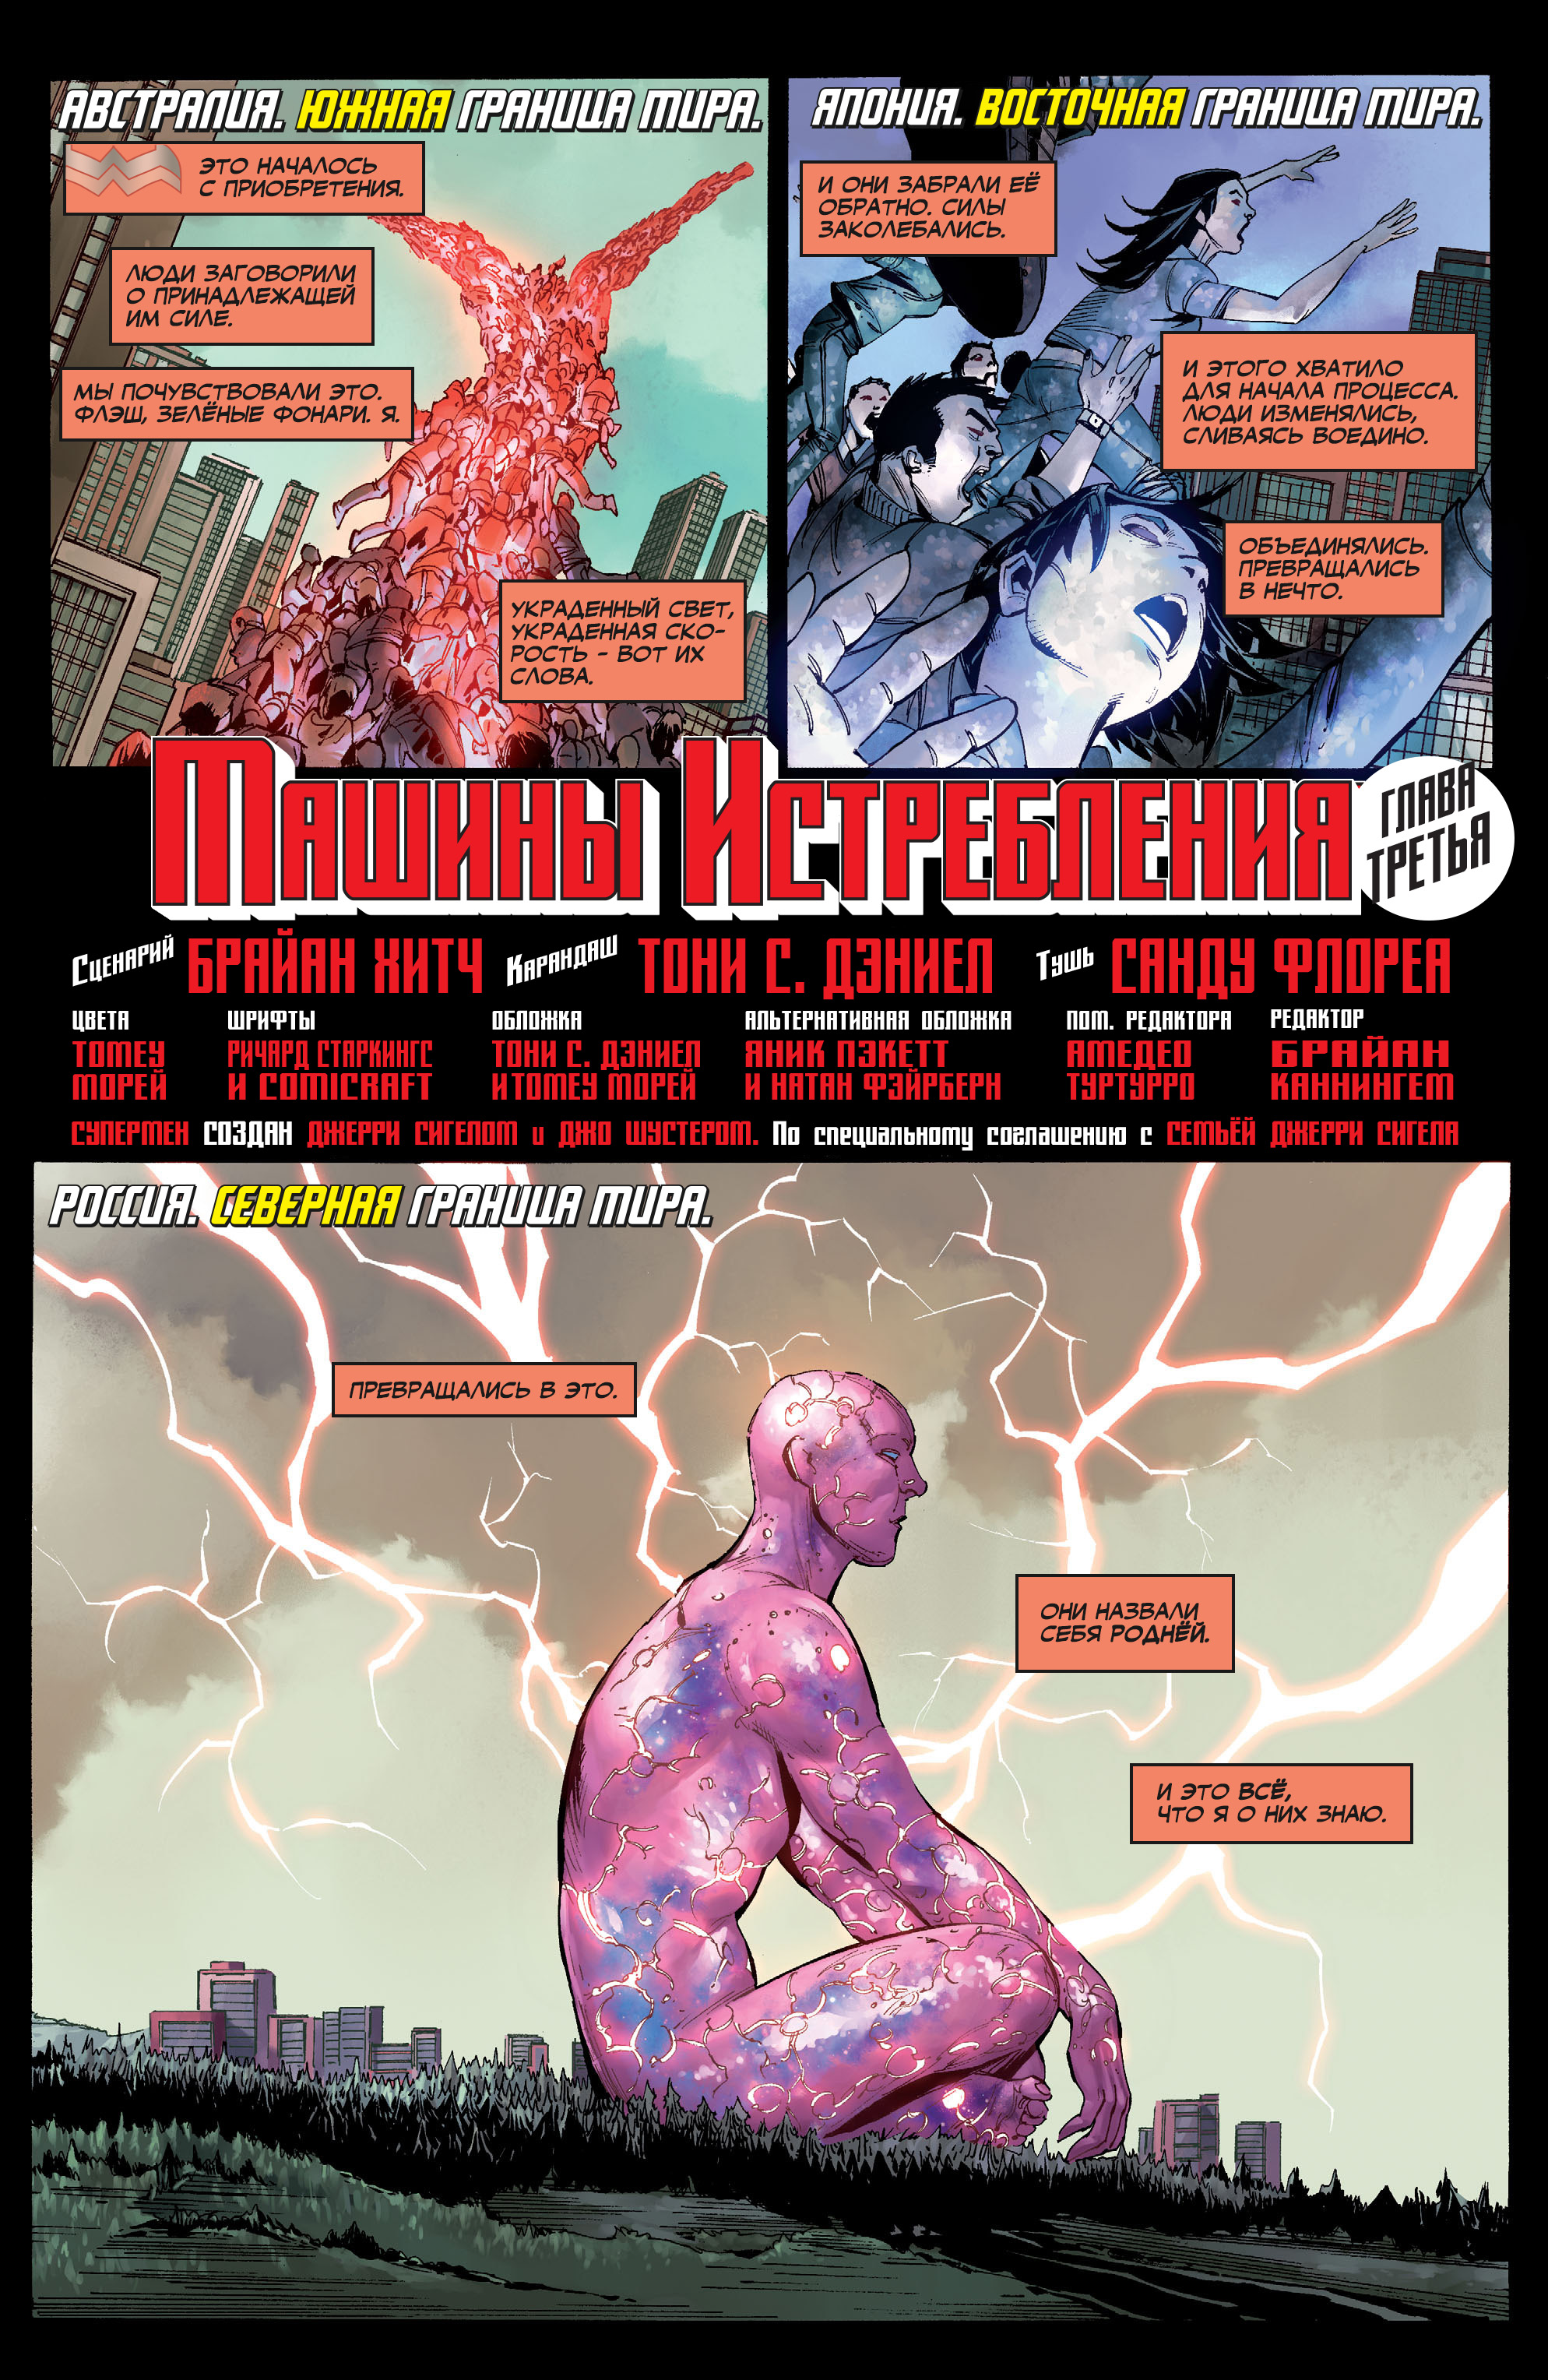 АВСТРАЛИЯ. ЮЖНАЯ ГРАНИЦА МИРА.
ЭТО НАЧАЛОСЬ
С ПРИОБРЕТЕНИЯ.
ЛЮДИ ЗАГОВОРИЛИ
О ПРИНАДЛЕЖАЩЕЙ
ИМ СИЛЕ.
МЫ ПОЧУВСТВОВАЛИ ЭТО.
ФЛЭШ, ЗЕЛЁНЫЕ ФОНАРИ. Я.
УКРАДЕННЫЙ СВЕТ,
УКРАДЕННАЯ СКО-
РОСТЬ - ВОТ ИХ
СЛОВА.
ЯПОНИЯ. ВОСТОЧНАЯ ГРАНИЦА МИРА.
И ОНИ ЗАБРАЛИ ЕЁ
ОБРАТНО. СИЛЫ
ЗАКОЛЕБАЛИСЬ.
И ЭТОГО ХВАТИЛО
ДЛЯ НАЧАЛА ПРОЦЕССА.
ЛЮДИ ИЗМЕНЯЛИСЬ,
СЛИВАЯСЬ ВОЕДИНО.
ОБЪЕДИНЯЛИСЬ.
ПРЕВРАЩАЛИСЬ
В НЕЧТО.
МАШИНЫ ИСТРЕБЛЕНИЯ
ГЛАВА
ТРЕТЬЯ
Сценарий БРАЙАН ХИТЧ Карандаш ТОНИ С. ДЭНИЕЛ Тушь САНДУ ФЛОРЕА
ЦВЕТА
ТОМЕУ
МОРЕЙ
ШРИФТЫ
РИЧАРД СТАРКИНГС
И COMICRAFT
ОБЛОЖКА
ТОНИ С. ДЭНИЕЛ
И ТОМЕУ МОРЕЙ
АЛЬТЕРНАТИВНАЯ ОБЛОЖКА
ЯНИК ПЭКЕТТ
И НАТАН ФЭЙРБЕРН
ПОМ. РЕДАКТОРА
АМЕДЕО
ТУРТУРРО
РЕДАКТОР
БРАЙАН
КАННИНГЕМ
СУПЕРМЕН СОЗДАН ДЖЕРРИ СИГЕЛОМ и ДЖО ШУСТЕРОМ. По специальному соглашению с СЕМЬЁЙ ДЖЕРРИ СИГЕЛА
РОССИЯ. СЕВЕРНАЯ ГРАНИЦА МИРА.
ПРЕВРАЩАЛИСЬ В ЭТО.
ОНИ НАЗВАЛИ
СЕБЯ РОДНЁЙ.
И ЭТО ВСЁ,
ЧТО Я О НИХ ЗНАЮ.